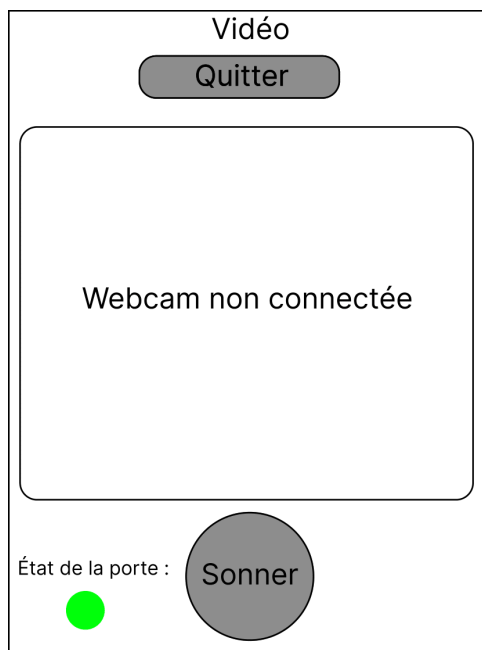 Vidéo
Quitter
Webcam non connectée
État de la porte :
Sonner